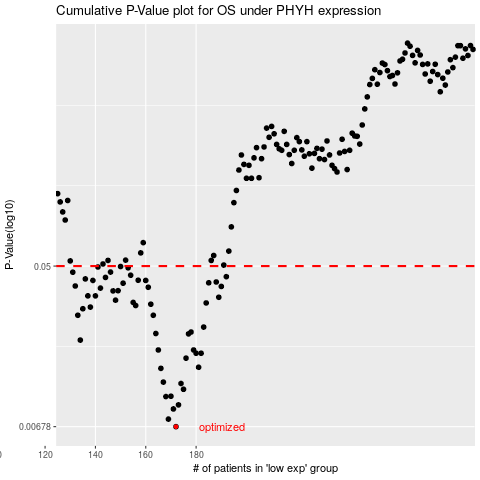 Cumulative P-Value plot for OS under PHYH expression
P-Value(log10)
0.05
0.00678
optimized
0 120 140 160 180
# of patients in 'low exp' group